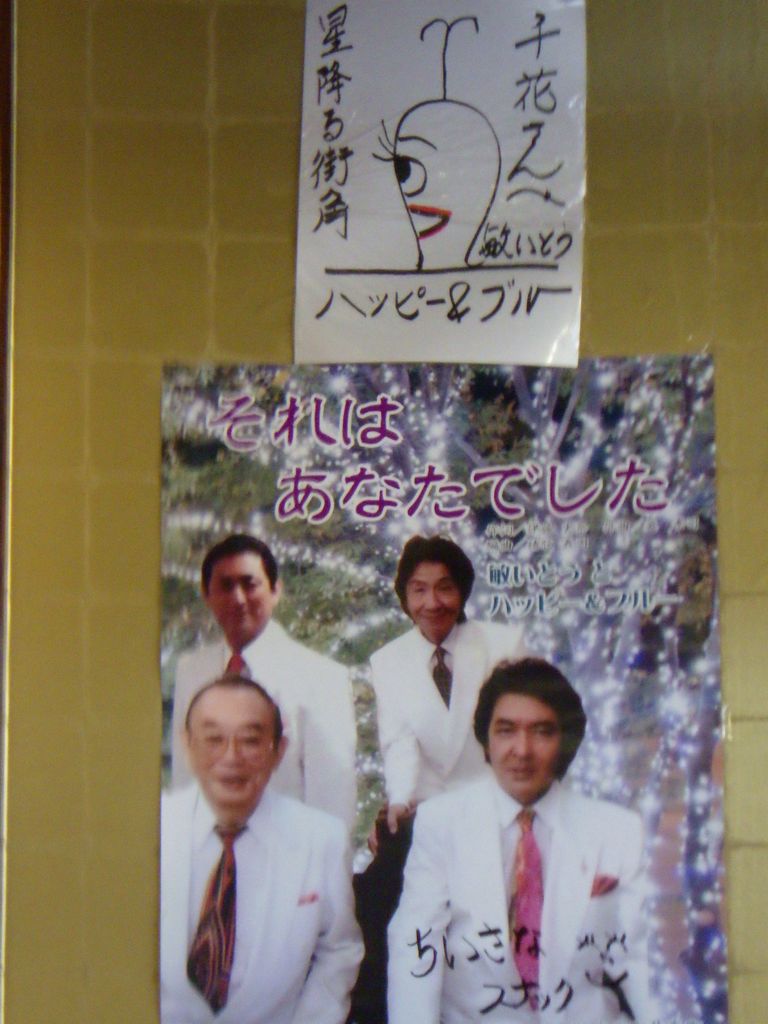 千花さんへ
星降る街角
敏いとう
ハッピー&ブルー
それは
あなたでした
敏いとうと
ハッピー&ブルー
ちいさな
スナック